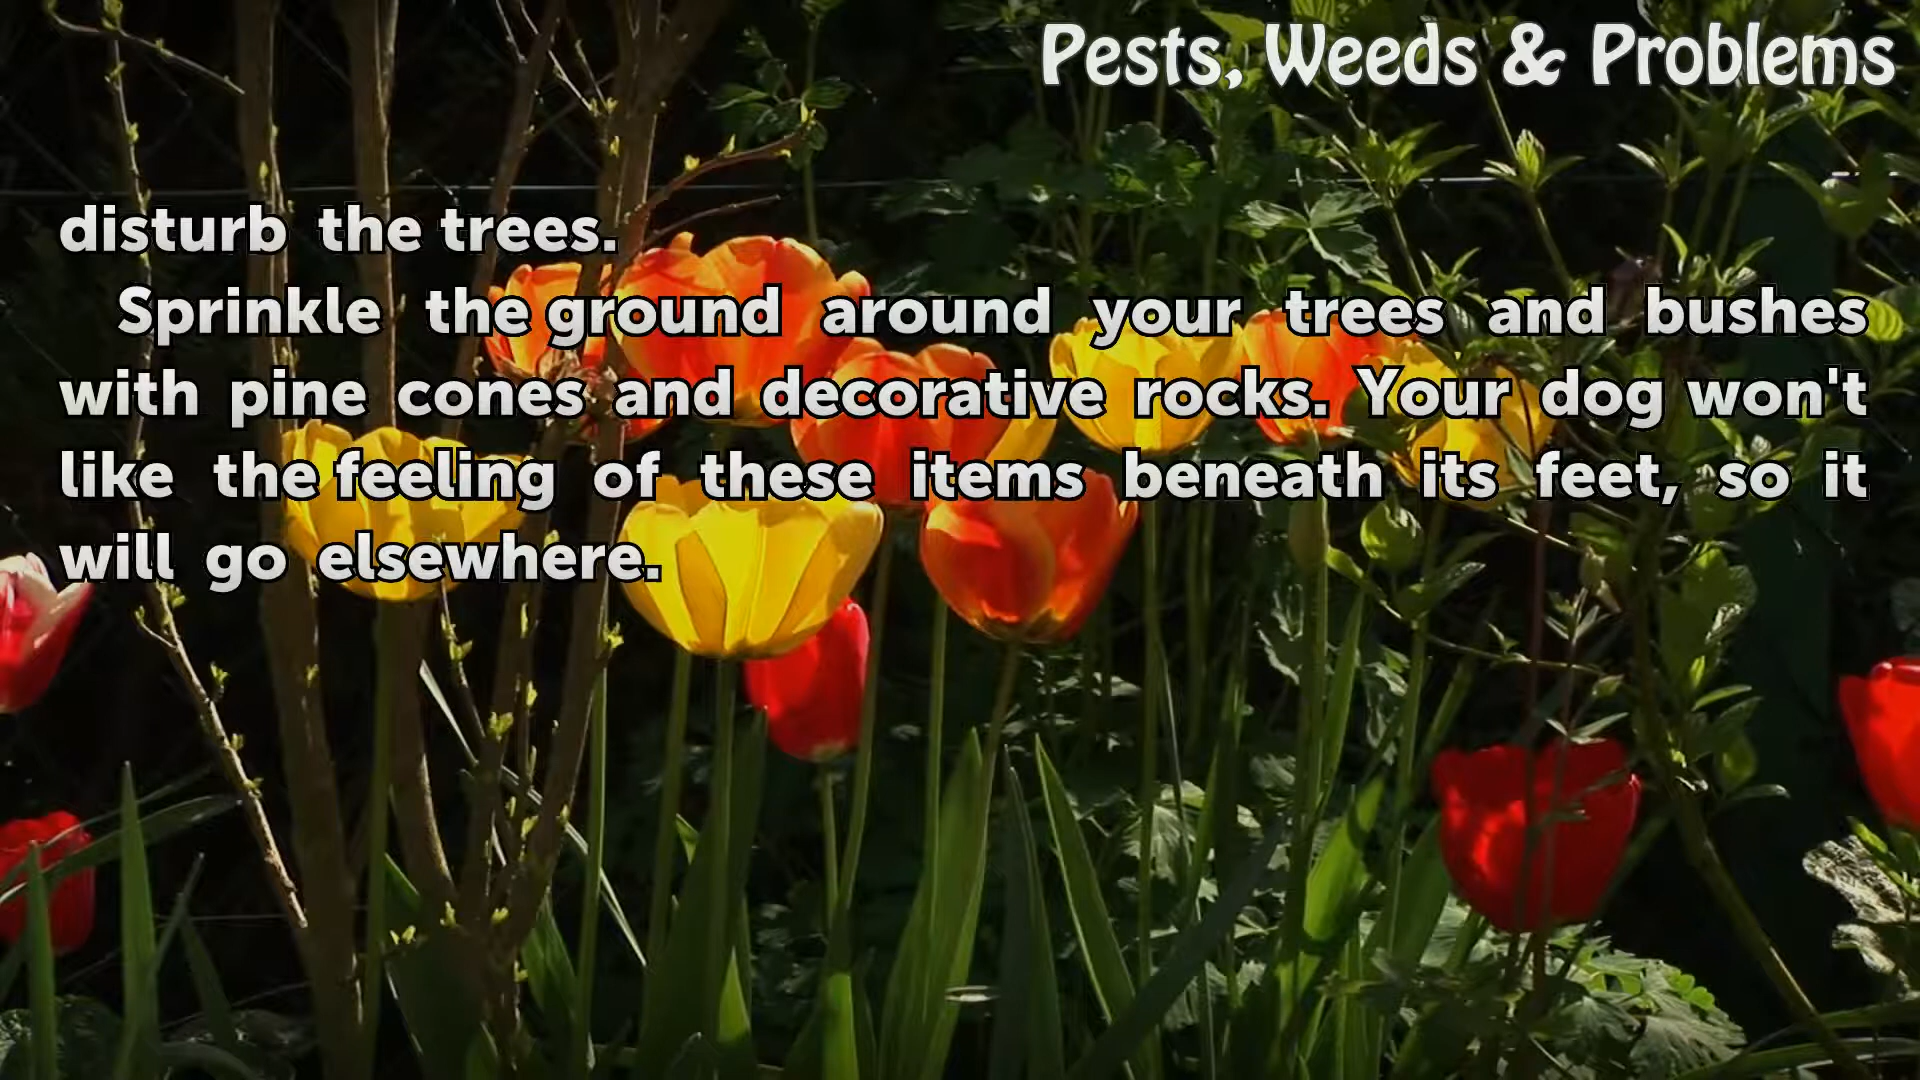 Pests, Weeds & Problems
disturb the trees.
Sprinkle the ground around your trees and bushes
with pine cones and decorative rocks. Your dog won't
like the feeling of these items beneath its feet, so it
will go elsewhere.